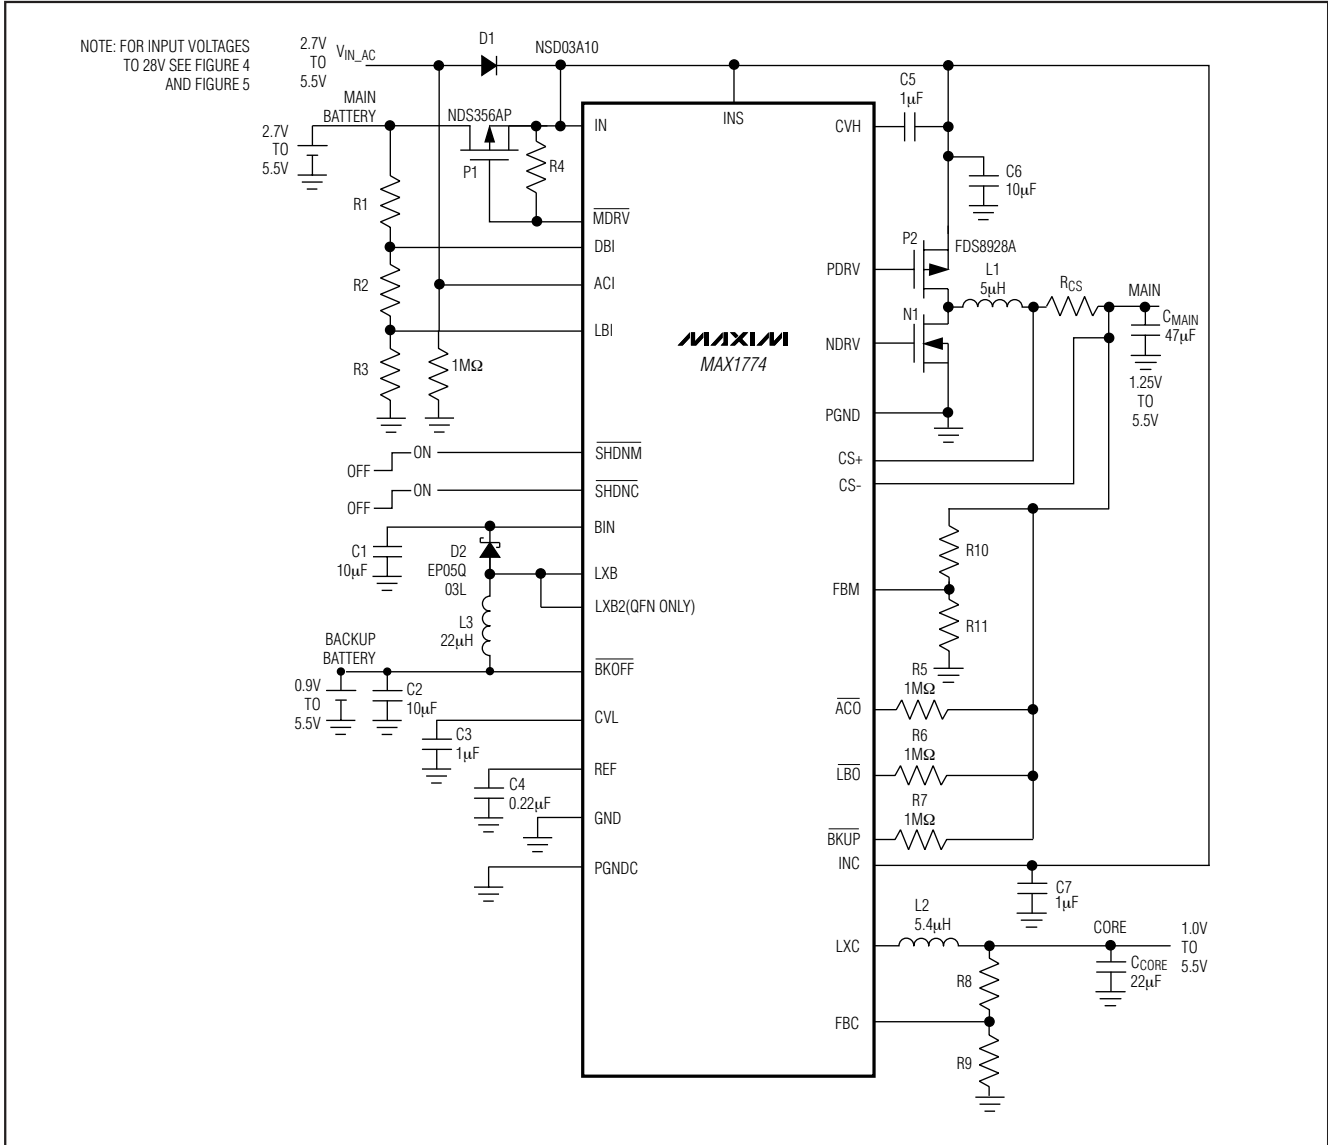 NOTE: FOR INPUT VOLTAGES
TO 28V SEE FIGURE 4
AND FIGURE 5
2.7V
TO
5.5V
VIN_AC
D1
NSD03A10
MAIN
BATTERY
2.7V
TO
5.5V
NDS356AP
P1
R4
R1
R2
R3
1MΩ
IN
MDRV
DBI
ACI
LBI
INS
MAXIM
MAX1774
OFF
ON
SHDNM
OFF
ON
SHDNC
BIN
C1
10µF
D2
EP05Q
03L
LXB
LXB2(QFN ONLY)
L3
22µH
BACKUP
BATTERY
BKOFF
0.9V
TO
5.5V
C2
10µF
CVL
C3
1µF
REF
C4
0.22µF
GND
PGNDC
CVH
C5
1µF
C6
10µF
P2
FDS8928A
PDRV
L1
5µH
RCS
MAIN
N1
NDRV
CMAIN
47µF
1.25V
TO
5.5V
PGND
CS+
CS-
R10
FBM
R11
R5
1MΩ
ACO
R6
1MΩ
LBO
R7
1MΩ
BKUP
INC
C7
1µF
L2
5.4µH
LXC
CORE
1.0V
TO
5.5V
CCORE
22µF
R8
FBC
R9